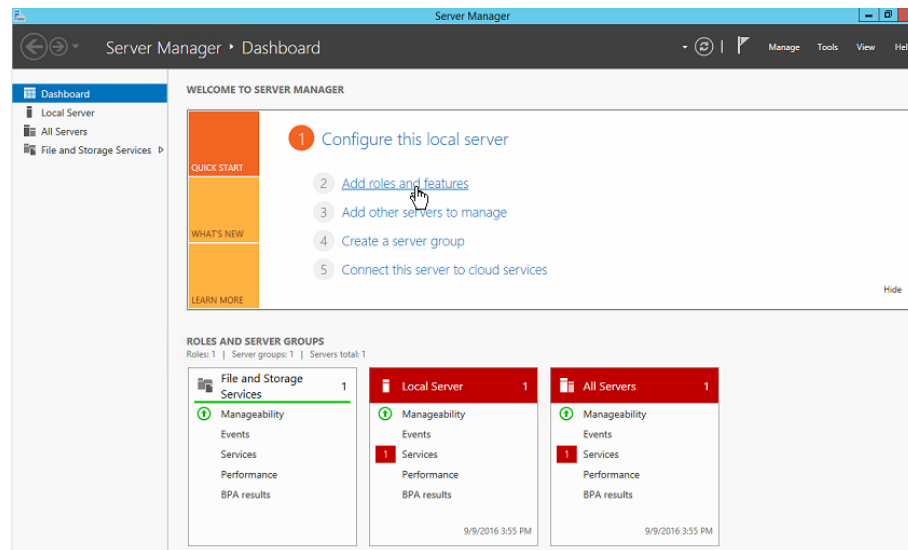 Server Manager
Server Manager • Dashboard
Manage Tools View Hel
Dashboard
Local Server
All Servers
File and Storage Services
WELCOME TO SERVER MANAGER
QUICK START
WHAT'S NEW
LEARN MORE
1 Configure this local server
2 Add roles and features
3 Add other servers to manage
4 Create a server group
5 Connect this server to cloud services
Hide
ROLES AND SERVER GROUPS
Roles: 1 | Server groups: 1 | Servers total: 1
File and Storage
Services
1
Manageability
Events
Services
Performance
BPA results
Local Server 1
Manageability
Events
1 Services
Performance
BPA results
9/9/2016 3:55 PM
All Servers 1
Manageability
Events
1 Services
Performance
BPA results
9/9/2016 3:55 PM